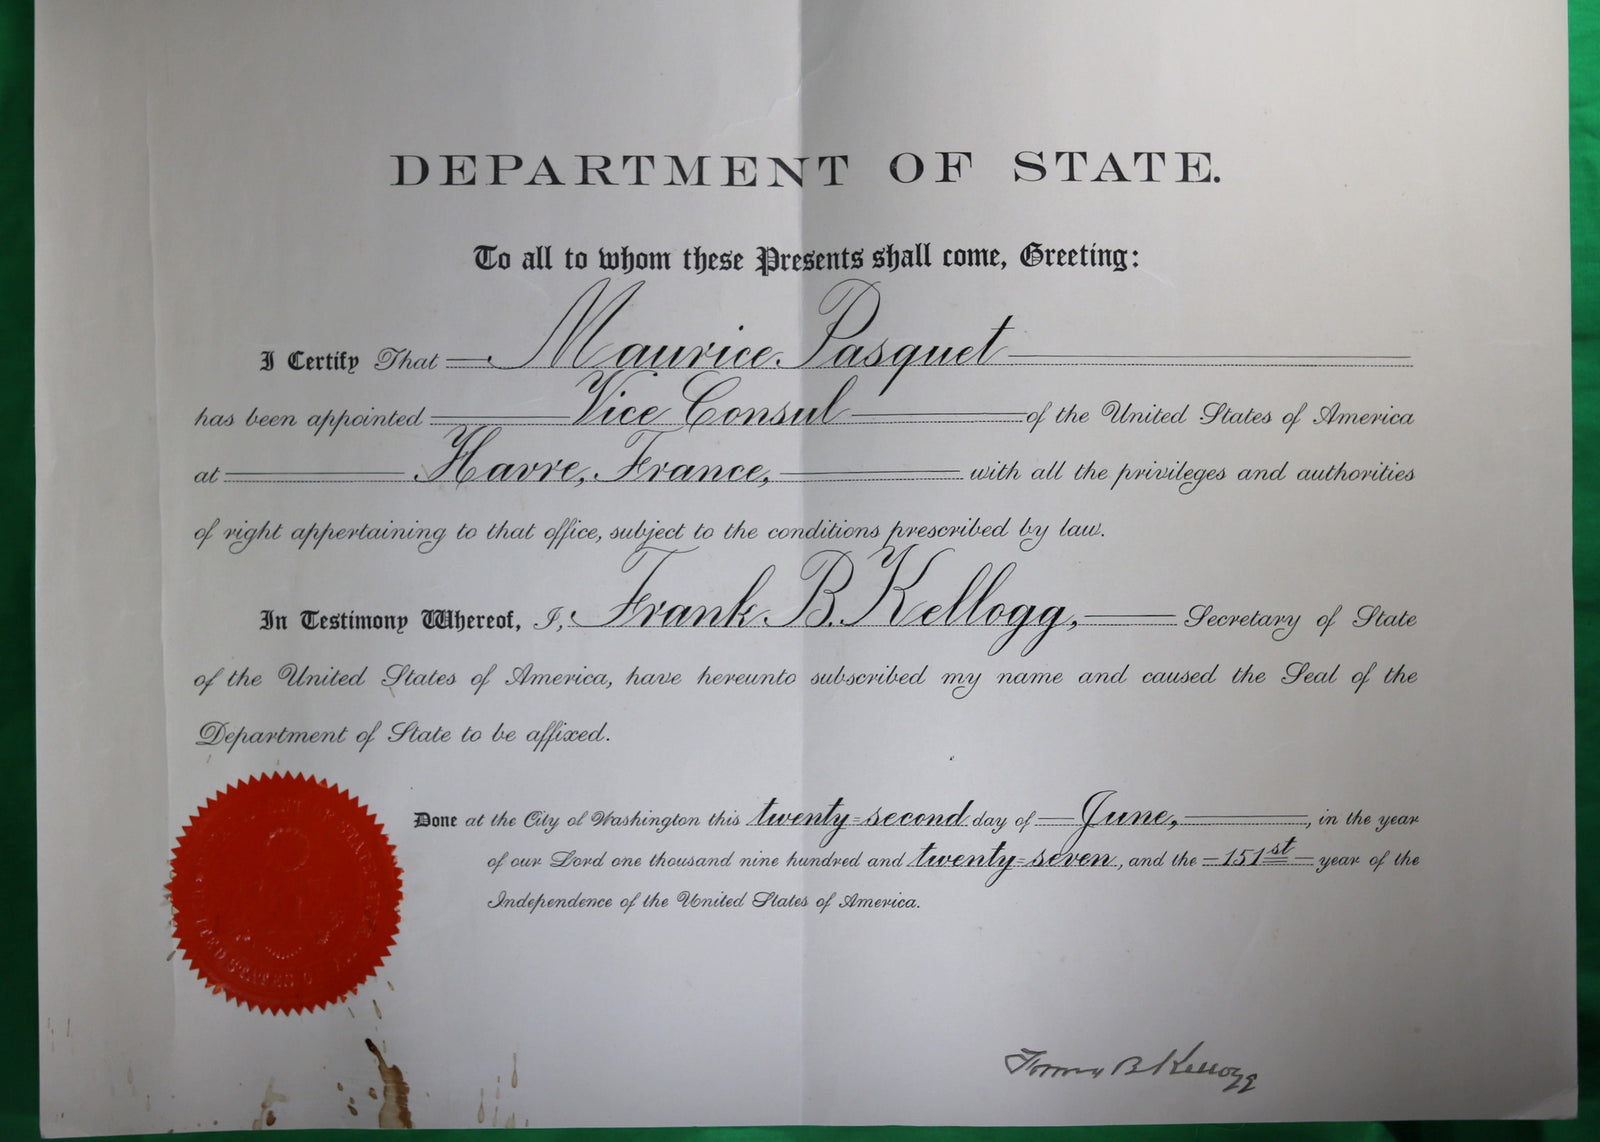 DEPARTMENT OF STATE.
To all to whom these Presents shall come, Greeting:
I Certify That Maurice Pasquet
has been appointed Vice Consul of the United States of America
at Havre, France, with all the privileges and authorities
of right appertaining to that office, subject to the conditions prescribed by law.
In Testimony Whereof, I, Frank B. Kellogg, Secretary of State
of the United States of America, have hereunto subscribed my name and caused the Seal of the
Department of State to be affixed.
Done at the City of Washington this twenty-second day of June, in the year
of our Lord one thousand nine hundred and twenty-seven, and the 151st year of the
Independence of the United States of America.
Frank B Kellogg